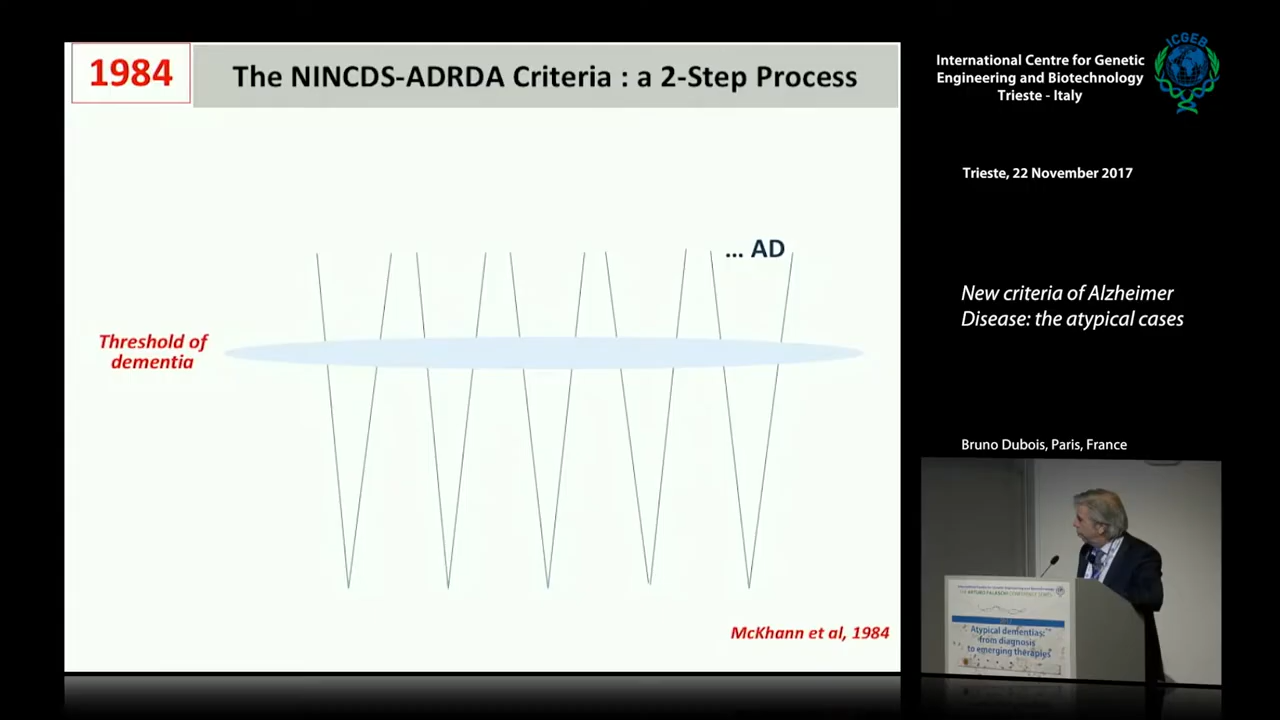 1984
The NINCDS-ADRDA Criteria : a 2-Step Process
... AD
Threshold of
dementia
McKhann et al, 1984
International Centre for Genetic
Engineering and Biotechnology
Trieste - Italy
ICGEB
Trieste, 22 November 2017
New criteria of Alzheimer
Disease: the atypical cases
Bruno Dubois, Paris, France
Atypical dementias:
from diagnosis
to emerging therapies